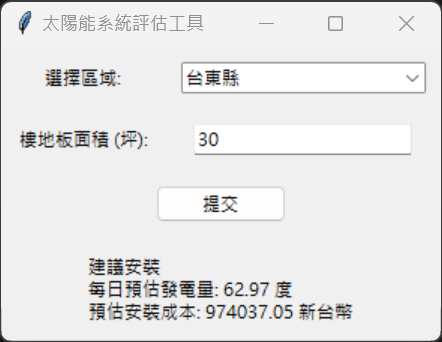 太陽能系統評估工具
選擇區域: 台東縣
樓地板面積 (坪): 30
提交
建議安裝
每日預估發電量: 62.97 度
預估安裝成本: 974037.05 新台幣